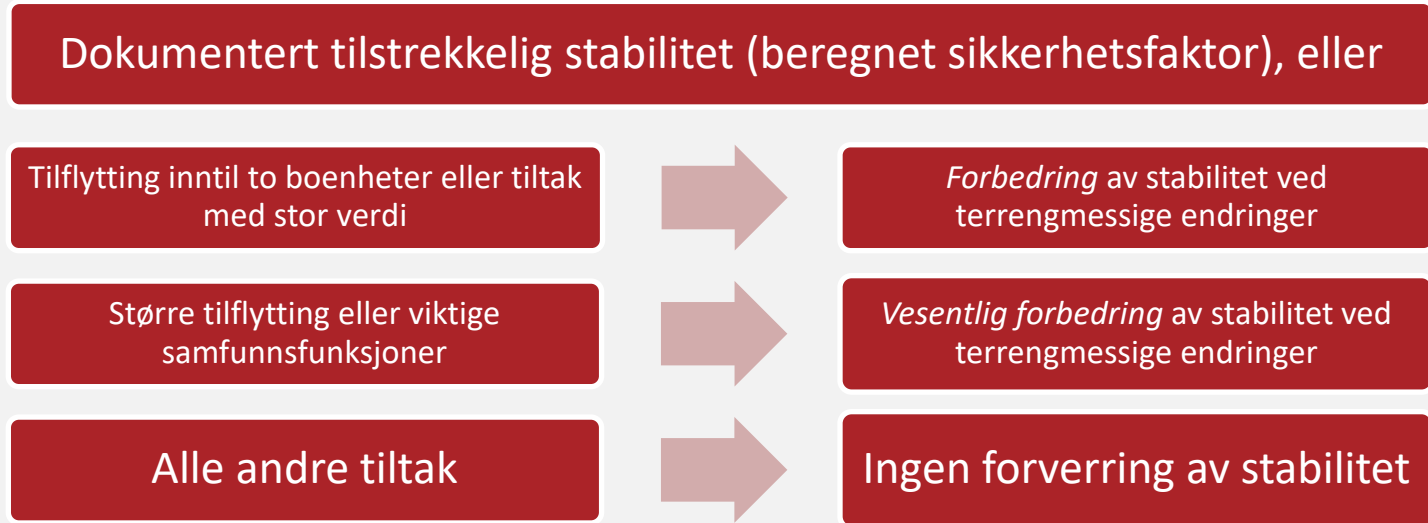 Dokumentert tilstrekkelig stabilitet (beregnet sikkerhetsfaktor), eller
Tilflytting inntil to boenheter eller tiltak
med stor verdi
Forbedring av stabilitet ved
terrengmessige endringer
Større tilflytting eller viktige
samfunnsfunksjoner
Vesentlig forbedring av stabilitet ved
terrengmessige endringer
Alle andre tiltak
Ingen forverring av stabilitet